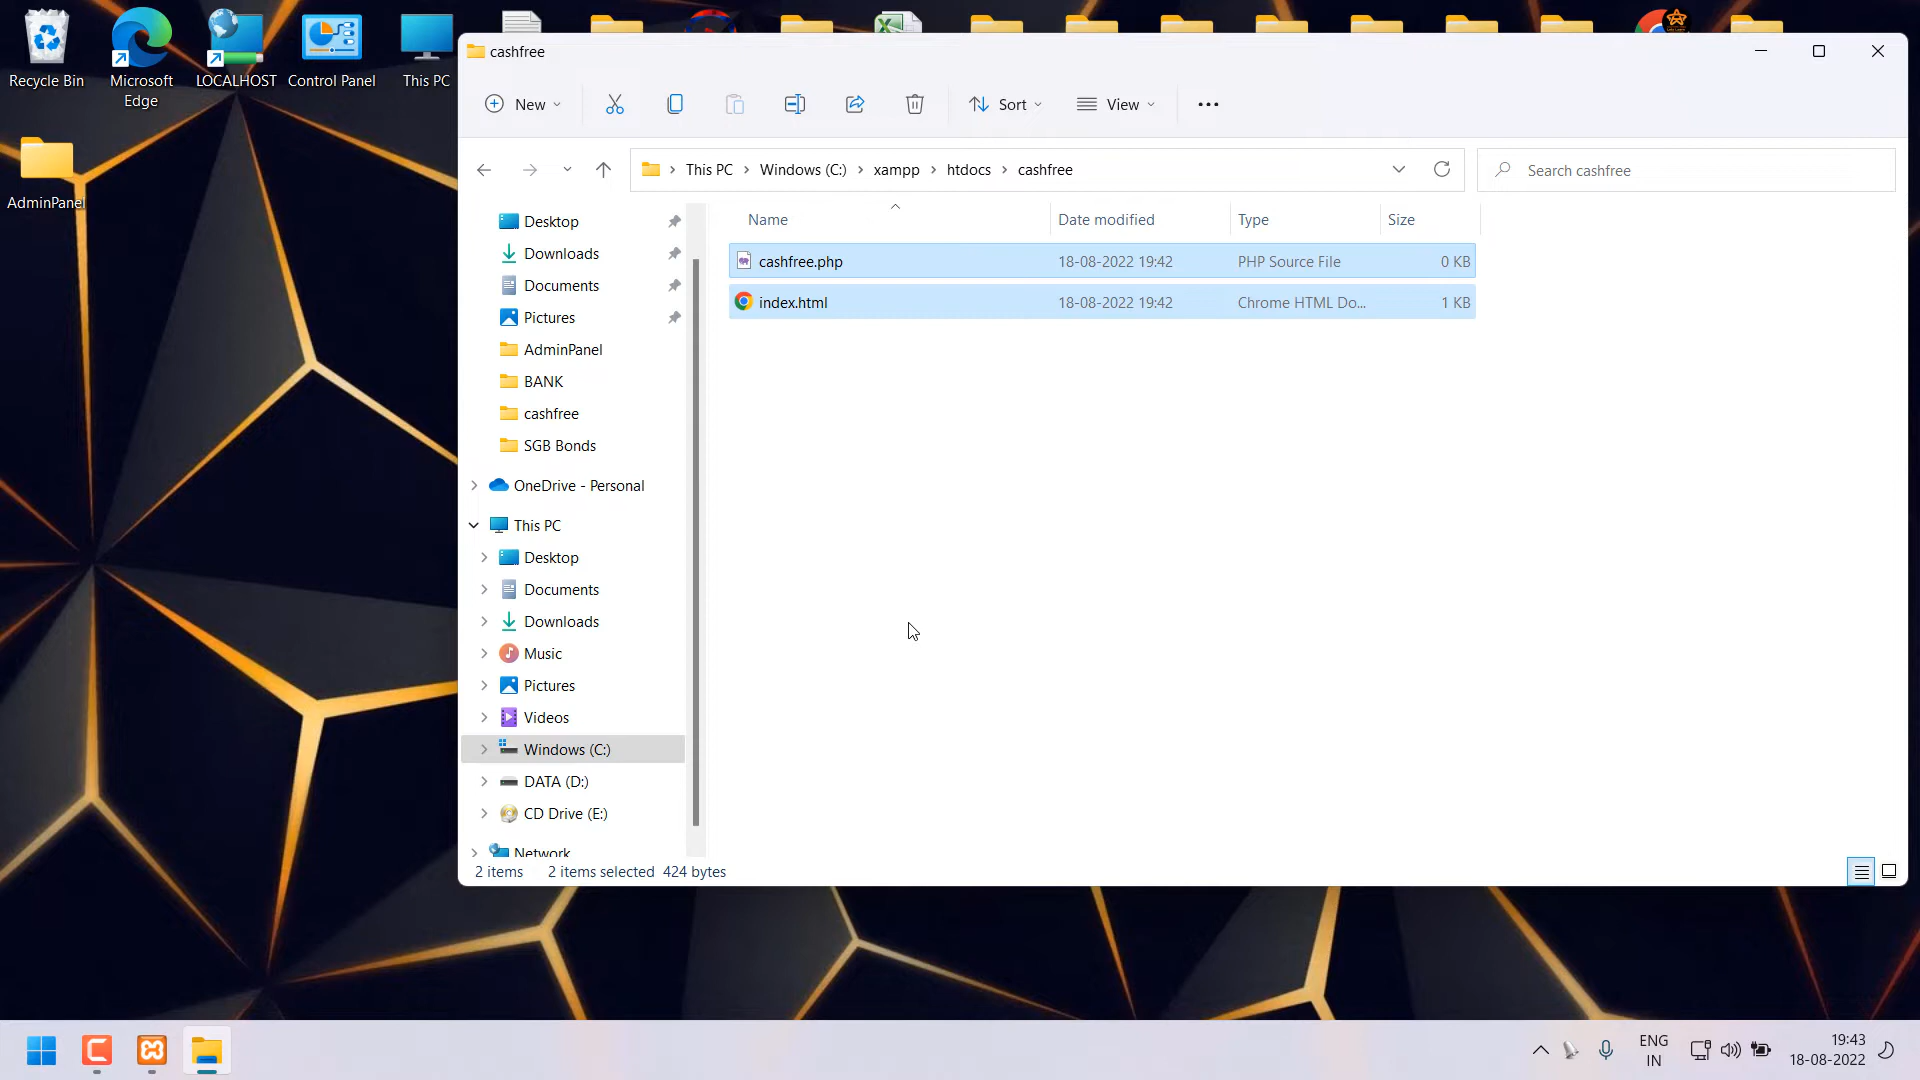 Recycle Bin
Microsoft
Edge
LOCALHOST
Control Panel
This PC
AdminPanel
cashfree
New
Sort
View
This PC
Windows (C:)
xampp
htdocs
cashfree
Search cashfree
Name
Date modified
Type
Size
cashfree.php
18-08-2022 19:42
PHP Source File
0 KB
index.html
18-08-2022 19:42
Chrome HTML Do...
1 KB
Desktop
Downloads
Documents
Pictures
AdminPanel
BANK
cashfree
SGB Bonds
OneDrive - Personal
This PC
Desktop
Documents
Downloads
Music
Pictures
Videos
Windows (C:)
DATA (D:)
CD Drive (E:)
Network
2 items
2 items selected 424 bytes
ENG
IN
19:43
18-08-2022